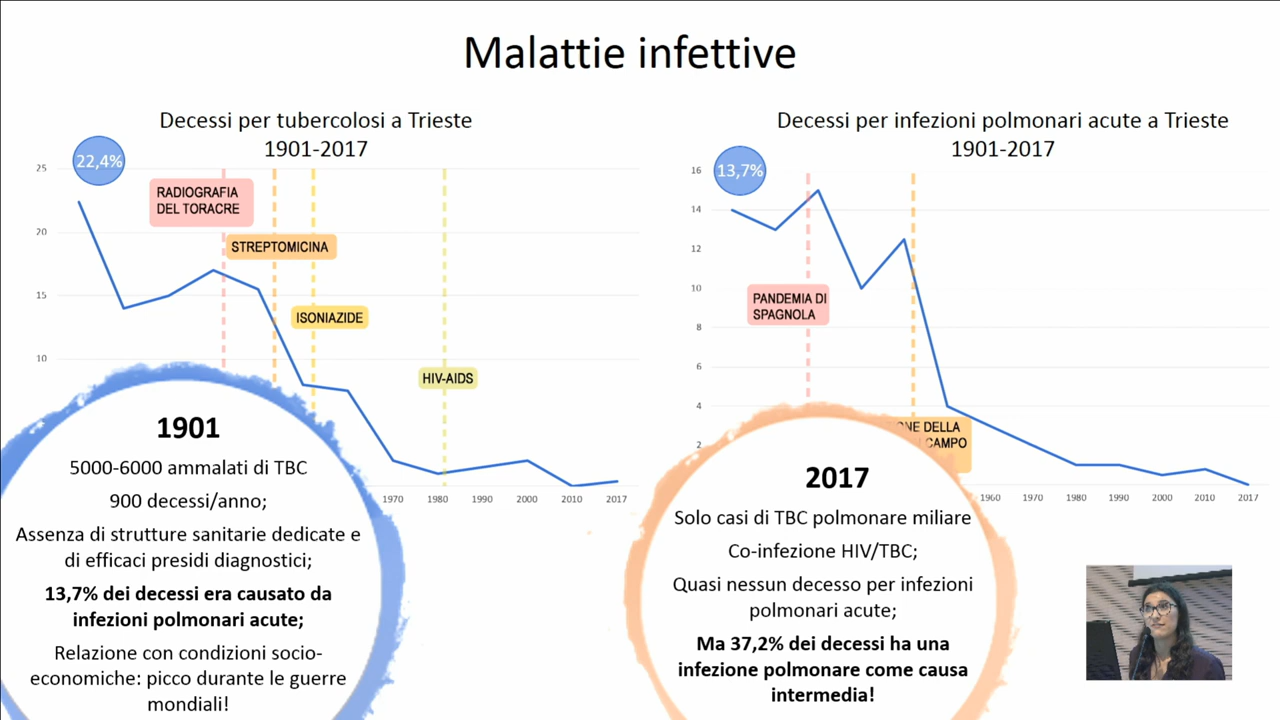 Malattie infettive
Decessi per tubercolosi a Trieste
1901-2017
22,4%
25
20
15
10
RADIOGRAFIA
DEL TORACRE
STREPTOMICINA
ISONIAZIDE
HIV-AIDS
1970 1980 1990 2000 2010 2017
1901
5000-6000 ammalati di TBC
900 decessi/anno;
Assenza di strutture sanitarie dedicate e
di efficaci presidi diagnostici;
13,7% dei decessi era causato da
infezioni polmonari acute;
Relazione con condizioni socio-
economiche: picco durante le guerre
mondiali!
Decessi per infezioni polmonari acute a Trieste
1901-2017
13,7%
16
14
12
10
8
6
4
2
PANDEMIA DI
SPAGNOLA
ONE DELLA
CAMPO
1960 1970 1980 1990 2000 2010 2017
2017
Solo casi di TBC polmonare miliare
Co-infezione HIV/TBC;
Quasi nessun decesso per infezioni
polmonari acute;
Ma 37,2% dei decessi ha una
infezione polmonare come causa
intermedia!